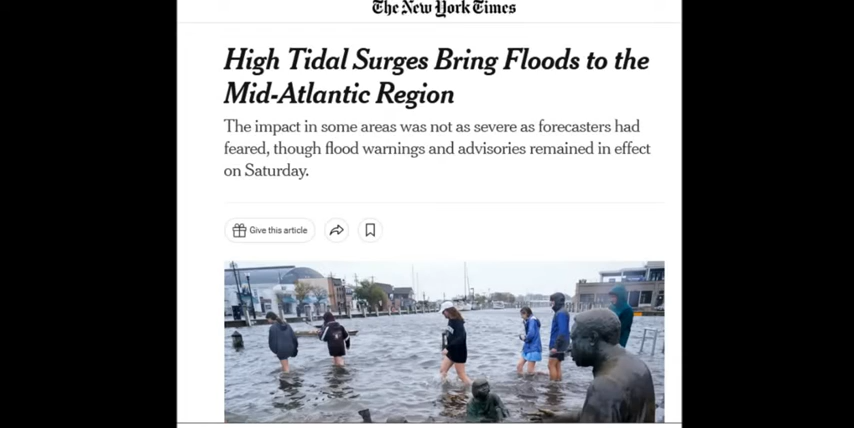 The New York Times
High Tidal Surges Bring Floods to the
Mid-Atlantic Region
The impact in some areas was not as severe as forecasters had
feared, though flood warnings and advisories remained in effect
on Saturday.
Give this article